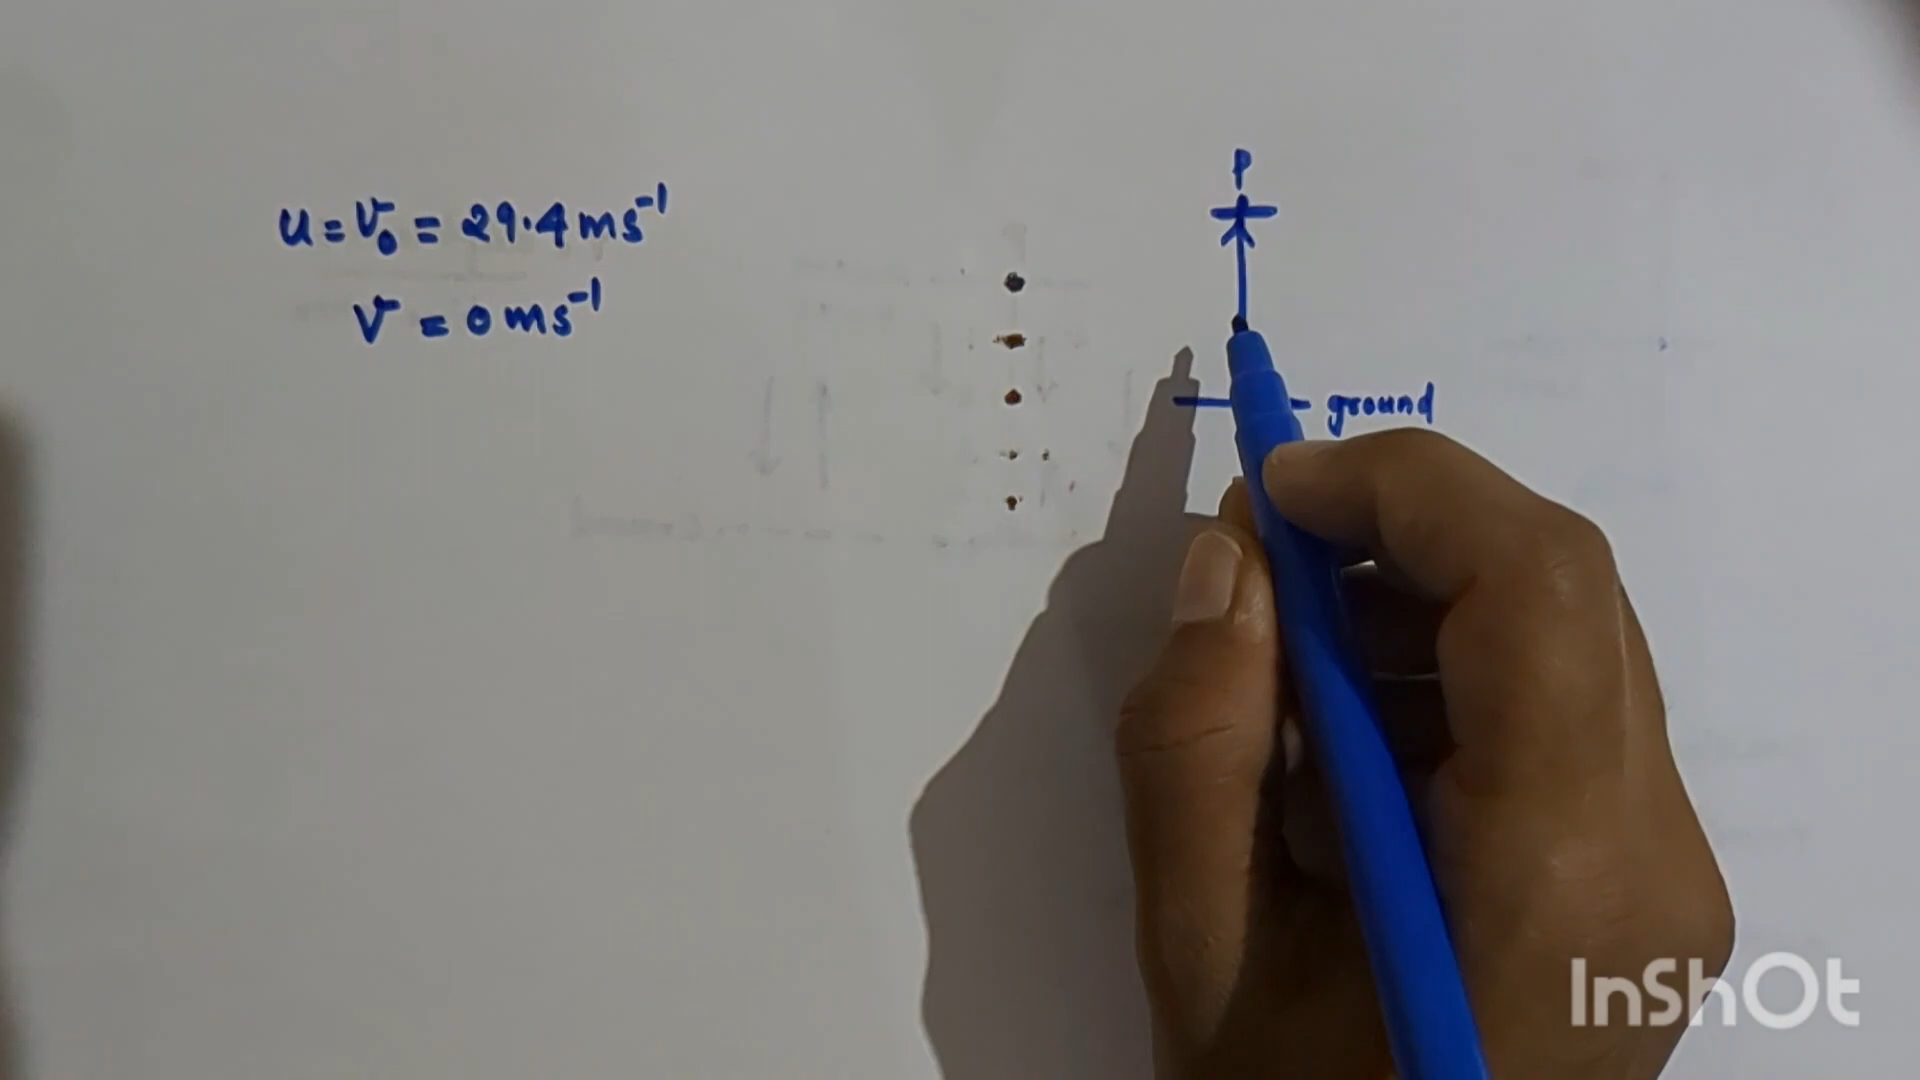 u = v₀ = 29.4 ms⁻¹
v = 0 ms⁻¹
P
ground
InShOt